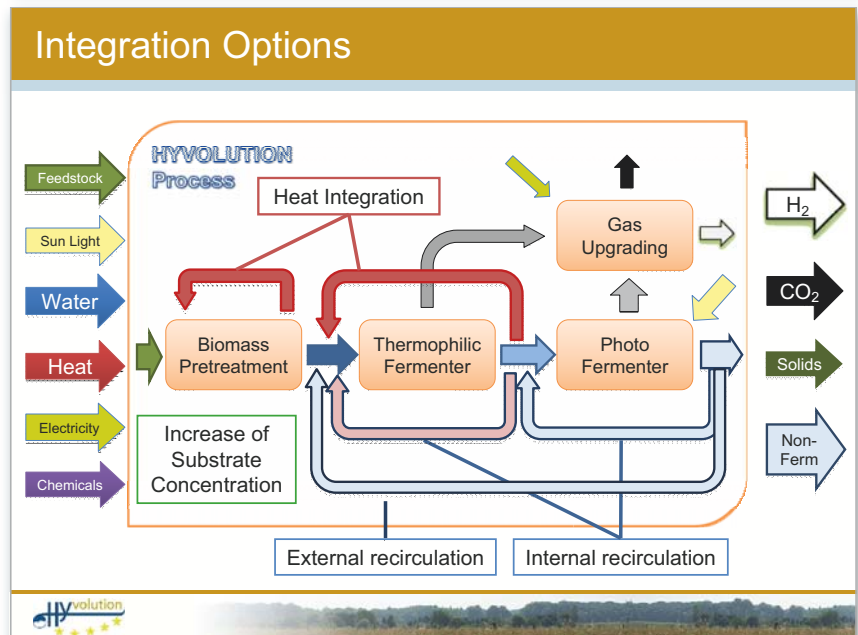 Integration Options
HYVOLUTION
Process
Heat Integration
Feedstock
Sun Light
Water
Heat
Electricity
Chemicals
Gas
Upgrading
Biomass
Pretreatment
Thermophilic
Fermenter
Photo
Fermenter
Increase of
Substrate
Concentration
H₂
CO₂
Solids
Non-
Ferm
External recirculation
Internal recirculation
HYvolution